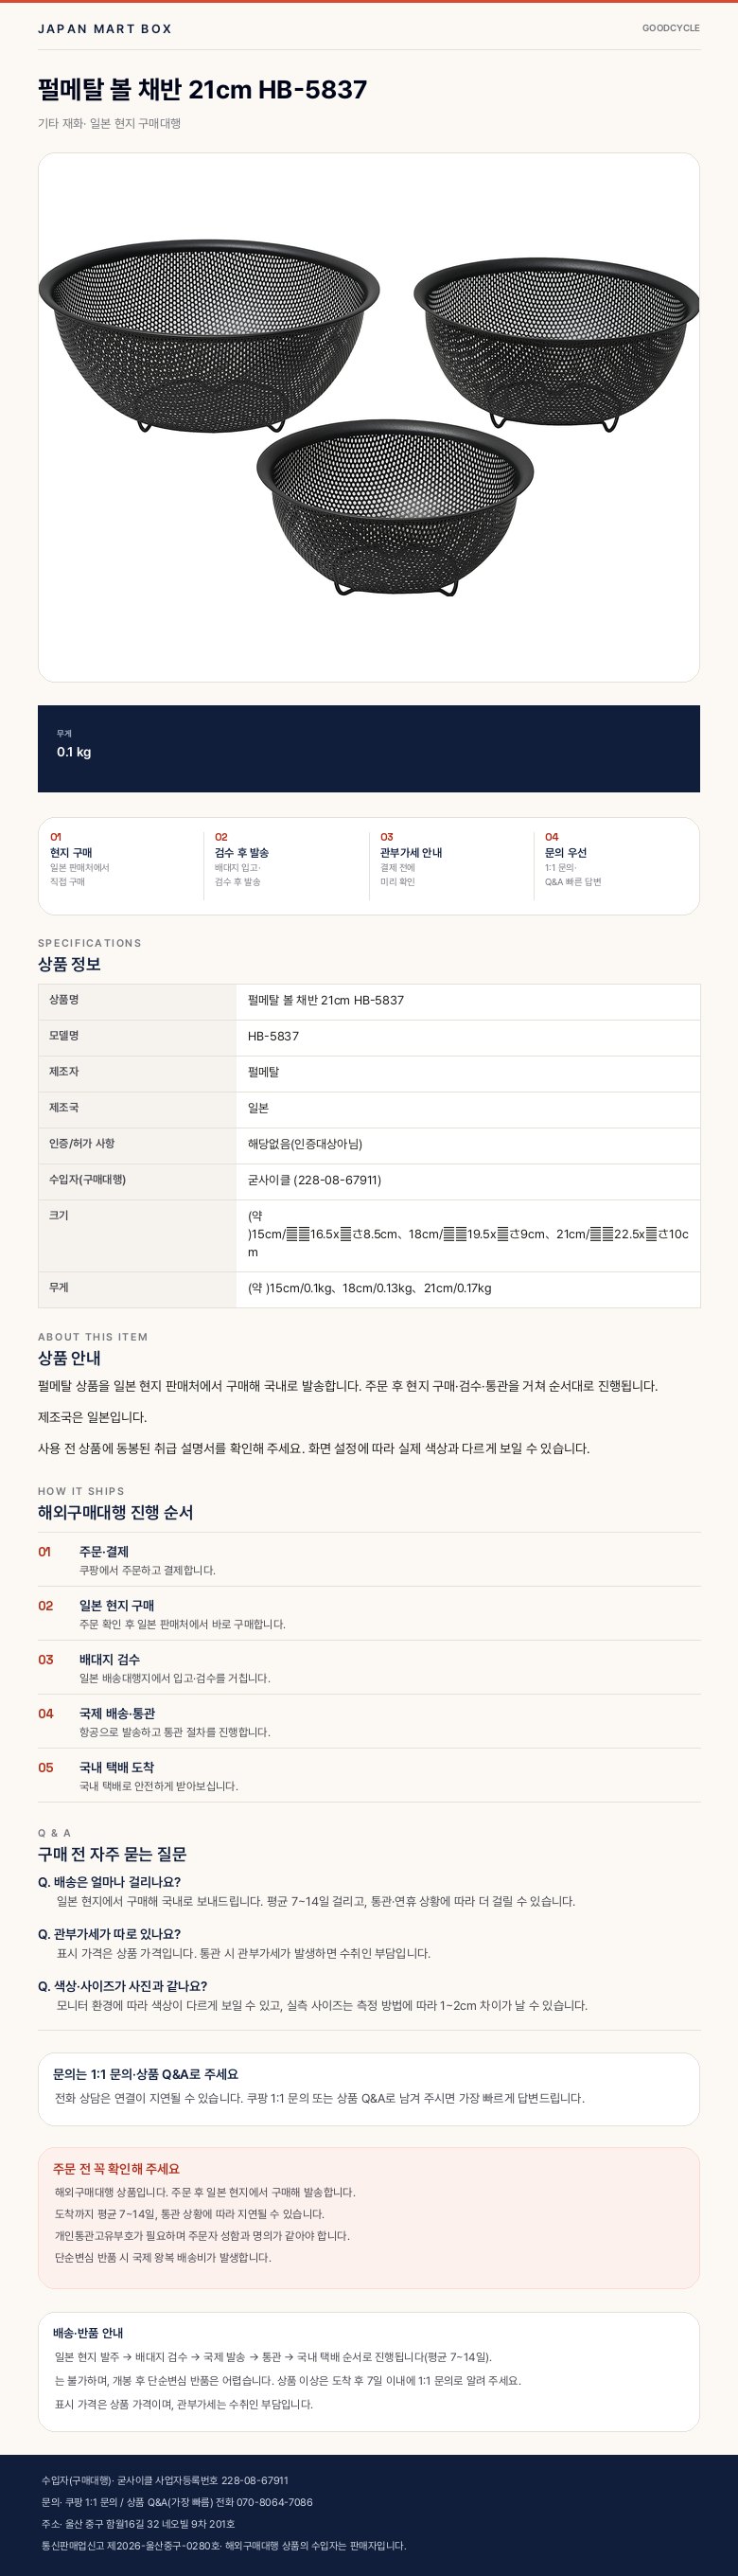 JAPAN MART BOX
GOODCYCLE
펄메탈 볼 채반 21cm HB-5837
기타 재화· 일본 현지 구매대행
무게
0.1 kg
01
현지 구매
일본 판매처에서
직접 구매
02
검수 후 발송
배대지 입고·
검수 후 발송
03
관부가세 안내
결제 전에
미리 확인
04
문의 우선
1:1 문의·
Q&A 빠른 답변
SPECIFICATIONS
상품 정보
상품명 펄메탈 볼 채반 21cm HB-5837
모델명 HB-5837
제조자 펄메탈
제조국 일본
인증/허가 사항 해당없음(인증대상아님)
수입자(구매대행) 굳사이클 (228-08-67911)
크기 (약
)15cm/16.5xさ8.5cm、18cm/19.5xさ9cm、21cm/22.5xさ10c
m
무게 (약 )15cm/0.1kg、18cm/0.13kg、21cm/0.17kg
ABOUT THIS ITEM
상품 안내
펄메탈 상품을 일본 현지 판매처에서 구매해 국내로 발송합니다. 주문 후 현지 구매·검수·통관을 거쳐 순서대로 진행됩니다.
제조국은 일본입니다.
사용 전 상품에 동봉된 취급 설명서를 확인해 주세요. 화면 설정에 따라 실제 색상과 다르게 보일 수 있습니다.
HOW IT SHIPS
해외구매대행 진행 순서
01 주문·결제
쿠팡에서 주문하고 결제합니다.
02 일본 현지 구매
주문 확인 후 일본 판매처에서 바로 구매합니다.
03 배대지 검수
일본 배송대행지에서 입고·검수를 거칩니다.
04 국제 배송·통관
항공으로 발송하고 통관 절차를 진행합니다.
05 국내 택배 도착
국내 택배로 안전하게 받아보십니다.
Q & A
구매 전 자주 묻는 질문
Q. 배송은 얼마나 걸리나요?
일본 현지에서 구매해 국내로 보내드립니다. 평균 7~14일 걸리고, 통관·연휴 상황에 따라 더 걸릴 수 있습니다.
Q. 관부가세가 따로 있나요?
표시 가격은 상품 가격입니다. 통관 시 관부가세가 발생하면 수취인 부담입니다.
Q. 색상·사이즈가 사진과 같나요?
모니터 환경에 따라 색상이 다르게 보일 수 있고, 실측 사이즈는 측정 방법에 따라 1~2cm 차이가 날 수 있습니다.
문의는 1:1 문의·상품 Q&A로 주세요
전화 상담은 연결이 지연될 수 있습니다. 쿠팡 1:1 문의 또는 상품 Q&A로 남겨 주시면 가장 빠르게 답변드립니다.
주문 전 꼭 확인해 주세요
해외구매대행 상품입니다. 주문 후 일본 현지에서 구매해 발송합니다.
도착까지 평균 7~14일, 통관 상황에 따라 지연될 수 있습니다.
개인통관고유부호가 필요하며 주문자 성함과 명의가 같아야 합니다.
단순변심 반품 시 국제 왕복 배송비가 발생합니다.
배송·반품 안내
일본 현지 발주 → 배대지 검수 → 국제 발송 → 통관 → 국내 택배 순서로 진행됩니다(평균 7~14일).
는 불가하며, 개봉 후 단순변심 반품은 어렵습니다. 상품 이상은 도착 후 7일 이내에 1:1 문의로 알려 주세요.
표시 가격은 상품 가격이며, 관부가세는 수취인 부담입니다.
수입자(구매대행)· 굳사이클 사업자등록번호 228-08-67911
문의· 쿠팡 1:1 문의 / 상품 Q&A(가장 빠름) 전화 070-8064-7086
주소· 울산 중구 함월16길 32 네오빌 9차 201호
통신판매업신고 제2026-울산중구-0280호· 해외구매대행 상품의 수입자는 판매자입니다.